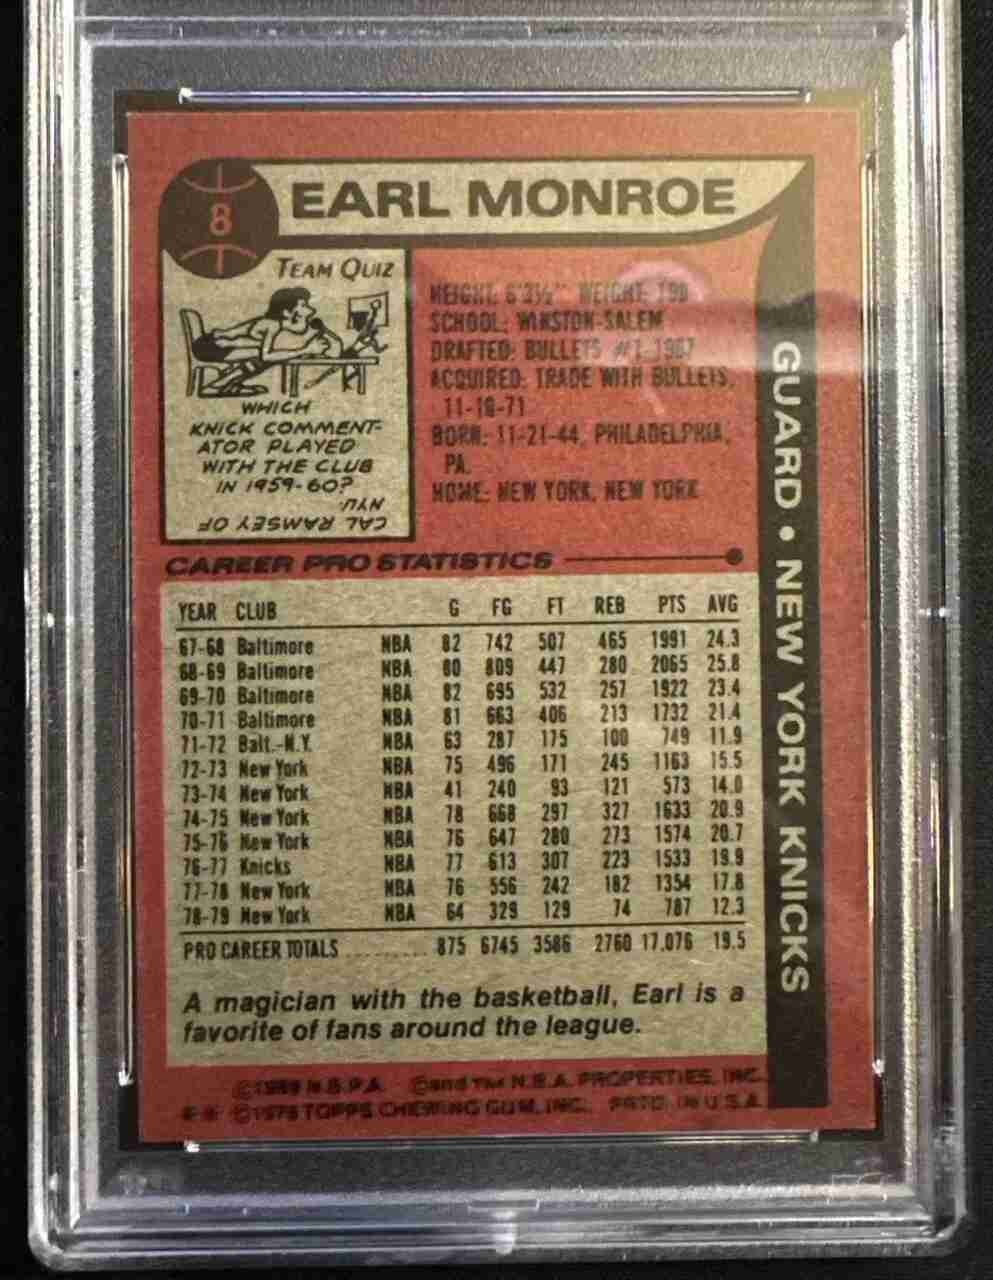 8
EARL MONROE
TEAM QUIZ
WHICH
KNICK COMMENT-
ATOR PLAYED
WITH THE CLUB
IN 1959-60?
CAL RAMSEY OF
NYU.
HEIGHT: 6'3½" WEIGHT: 190
SCHOOL: WINSTON-SALEM
DRAFTED: BULLETS #1-1967
ACQUIRED: TRADE WITH BULLETS,
11-10-71
BORN: 11-21-44, PHILADELPHIA,
PA.
HOME: NEW YORK, NEW YORK
GUARD • NEW YORK KNICKS
CAREER PRO STATISTICS
YEAR CLUB G FG FT REB PTS AVG
67-68 Baltimore NBA 82 742 507 465 1991 24.3
68-69 Baltimore NBA 80 809 447 280 2065 25.8
69-70 Baltimore NBA 82 695 532 257 1922 23.4
70-71 Baltimore NBA 81 663 406 213 1732 21.4
71-72 Balt.-N.Y. NBA 63 287 175 100 749 11.9
72-73 New York NBA 75 496 171 245 1163 15.5
73-74 New York NBA 41 240 93 121 573 14.0
74-75 New York NBA 78 668 297 327 1633 20.9
75-76 New York NBA 76 647 280 273 1574 20.7
76-77 Knicks NBA 77 613 307 223 1533 19.9
77-78 New York NBA 76 556 242 182 1354 17.8
78-79 New York NBA 64 329 129 74 787 12.3
PRO CAREER TOTALS .......... 875 6745 3586 2760 17.076 19.5
A magician with the basketball, Earl is a
favorite of fans around the league.
N.B.P.A. © and TM N.B.A. PROPERTIES, INC.
TOPPS CHEWING GUM, INC. PRTD. IN U.S.A.